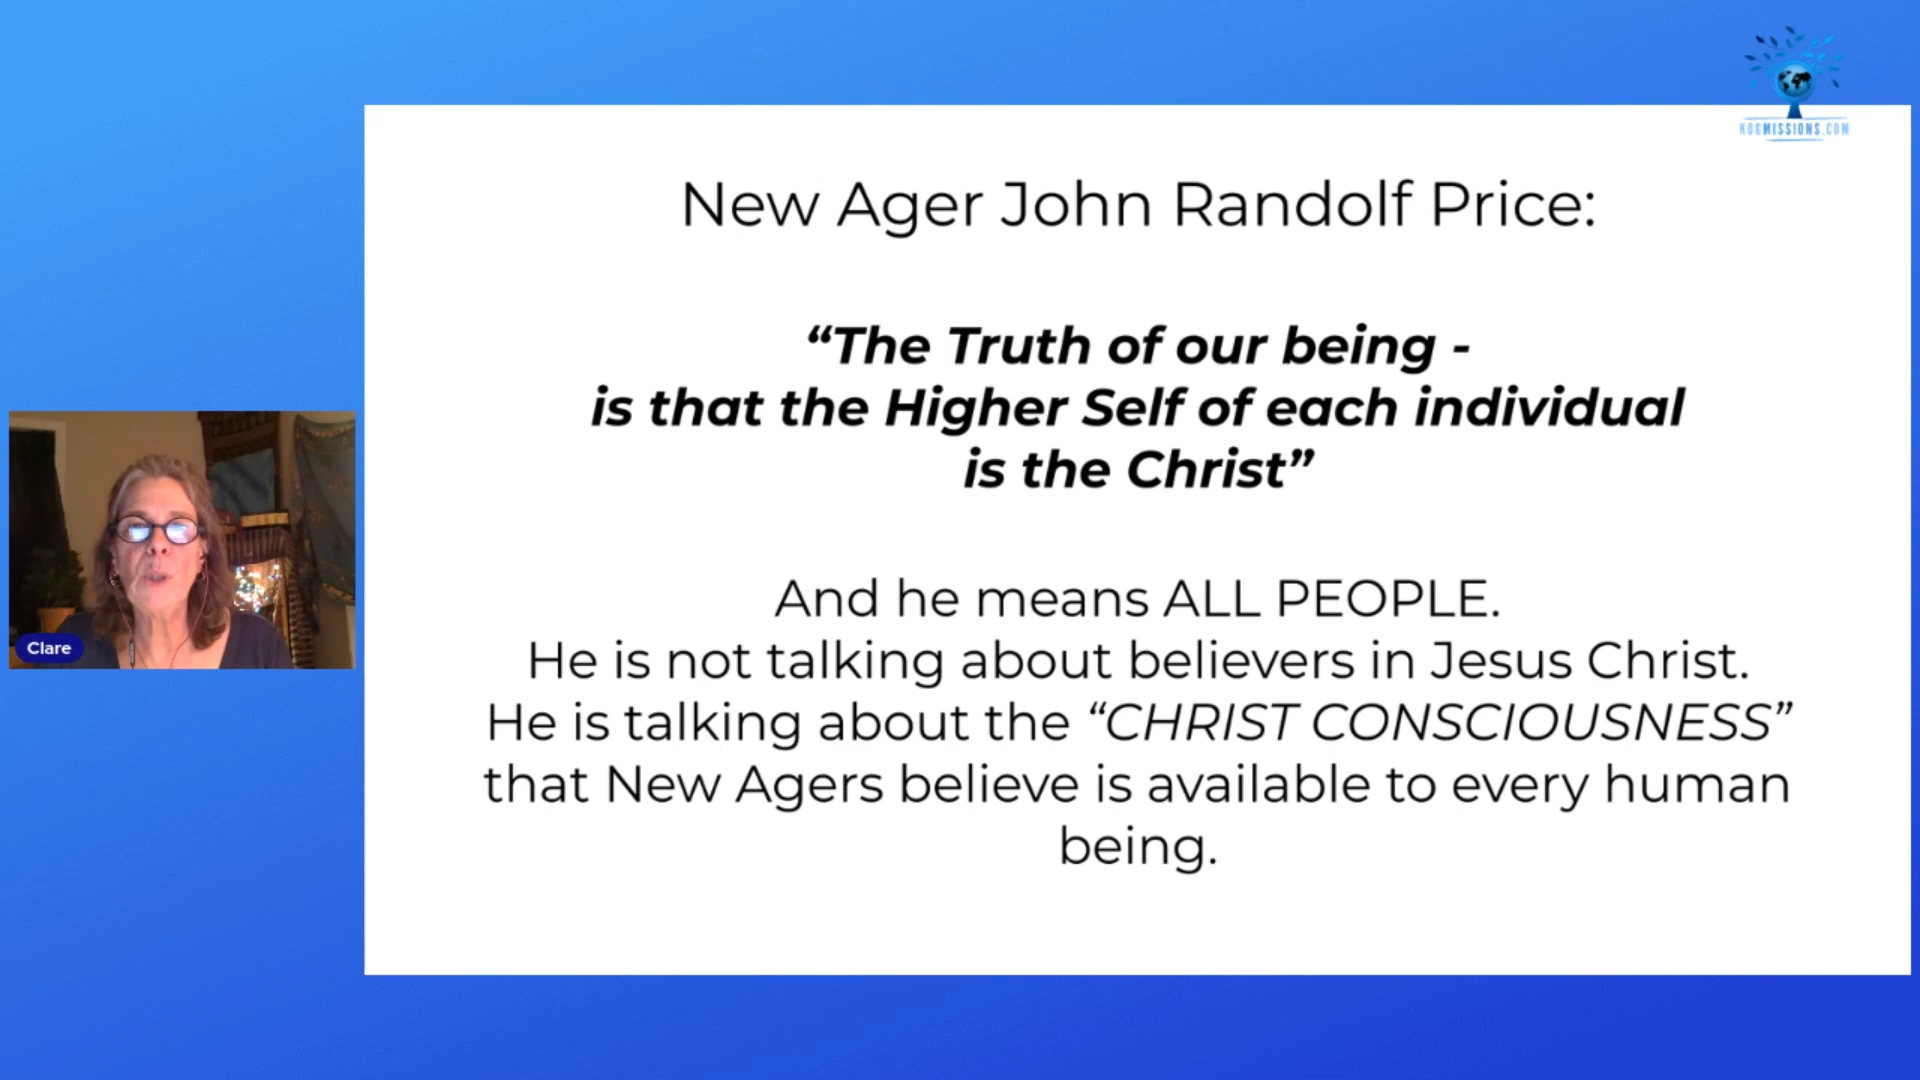 KOGMISSIONS.COM
New Ager John Randolf Price:
“The Truth of our being -
is that the Higher Self of each individual
is the Christ”
And he means ALL PEOPLE.
He is not talking about believers in Jesus Christ.
He is talking about the “CHRIST CONSCIOUSNESS”
that New Agers believe is available to every human
being.
Clare